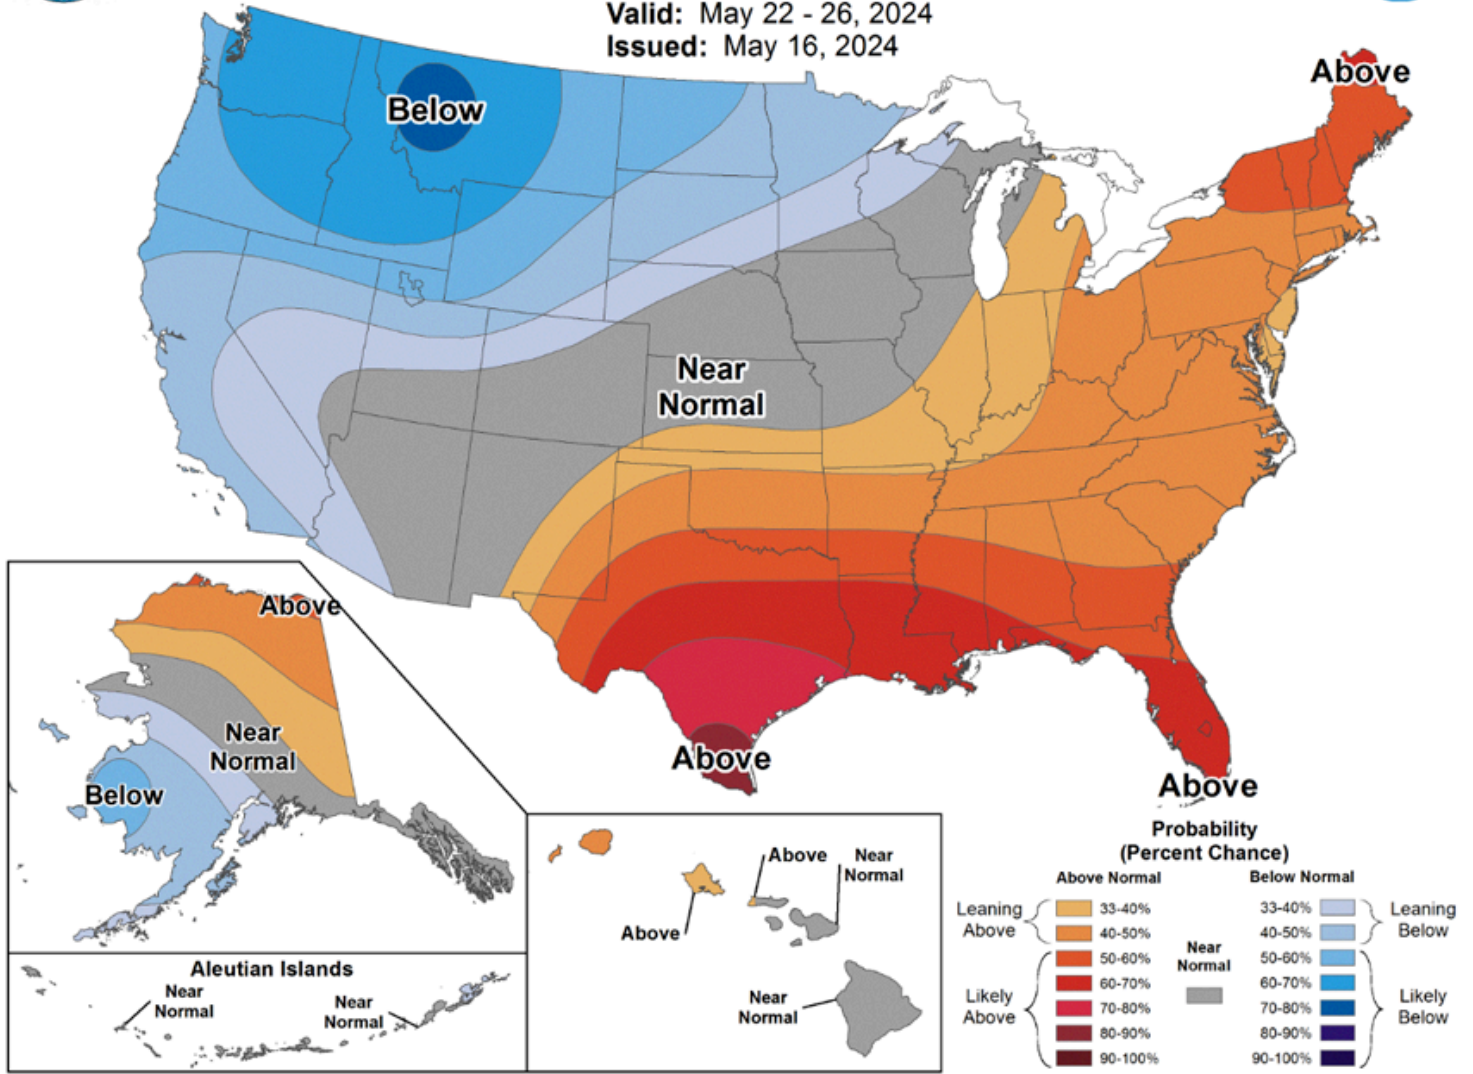 Valid: May 22 - 26, 2024
Issued: May 16, 2024
Above
Below
Near
Normal
Above
Above
Above
Near
Normal
Below
Aleutian Islands
Near
Normal
Near
Normal
Above
Near
Normal
Above
Near
Normal
Probability
(Percent Chance)
Above Normal
Below Normal
Leaning
Above
33-40%
40-50%
Likely
Above
50-60%
60-70%
70-80%
80-90%
90-100%
Near
Normal
33-40%
40-50%
Leaning
Below
50-60%
60-70%
70-80%
80-90%
90-100%
Likely
Below